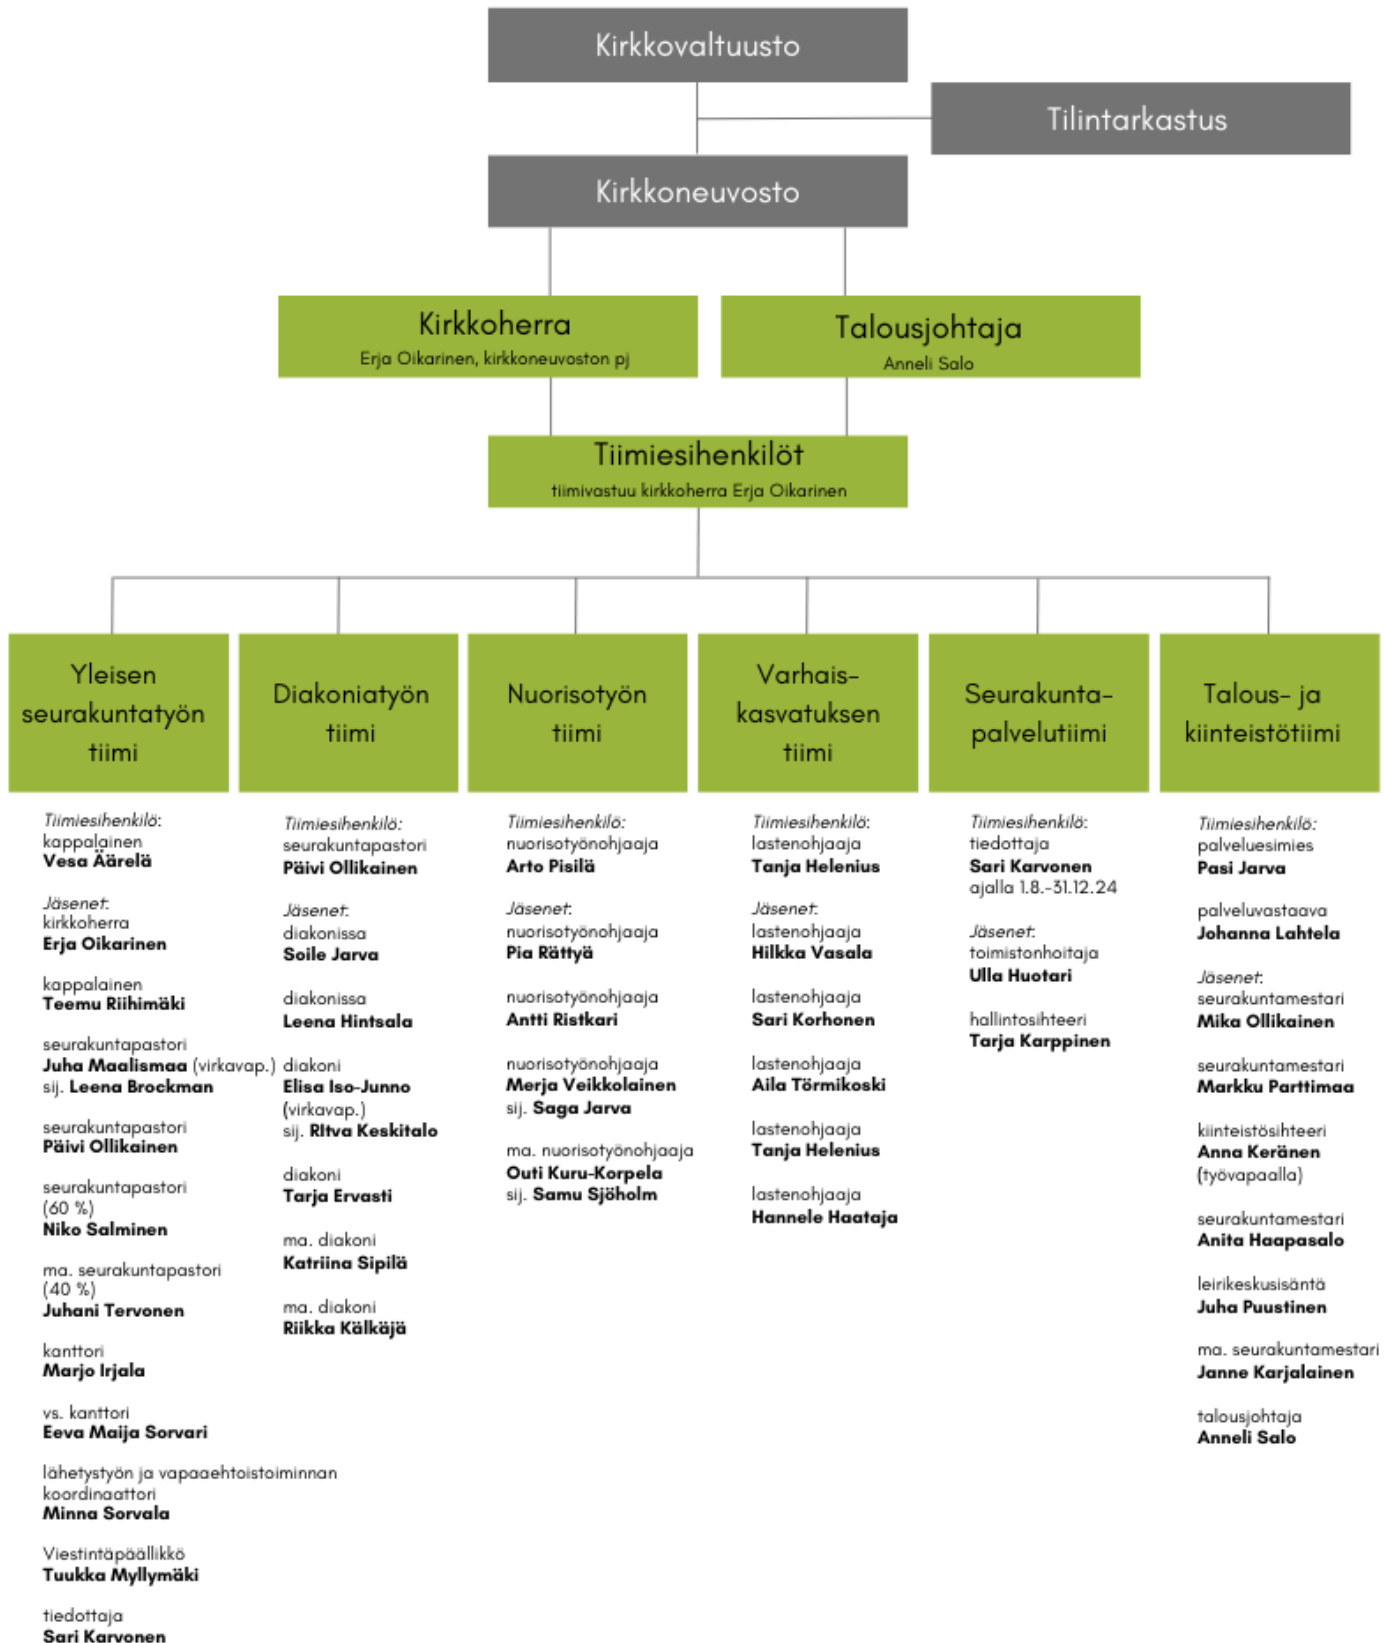 Kirkkovaltuusto
Tilintarkastus
Kirkkoneuvosto
Kirkkoherra
Erja Oikarinen, kirkkoneuvoston pj
Talousjohtaja
Anneli Salo
Tiimiesihenkilöt
tiimivastuu kirkkoherra Erja Oikarinen
Yleisen
seurakuntatyön
tiimi
Tiimiesihenkilö:
kappalainen
Vesa Äärelä
Jäsenet:
kirkkoherra
Erja Oikarinen
kappalainen
Teemu Riihimäki
seurakuntapastori
Juha Maalismaa (virkavap.)
sij. Leena Brockman
seurakuntapastori
Päivi Ollikainen
seurakuntapastori
(60 %)
Niko Salminen
ma. seurakuntapastori
(40 %)
Juhani Tervonen
kanttori
Marjo Irjala
vs. kanttori
Eeva Maija Sorvari
lähetystyön ja vapaaehtoistoiminnan
koordinaattori
Minna Sorvala
Viestintäpäällikkö
Tuukka Myllymäki
tiedottaja
Sari Karvonen
Diakoniatyön
tiimi
Tiimiesihenkilö:
seurakuntapastori
Päivi Ollikainen
Jäsenet:
diakonissa
Soile Jarva
diakonissa
Leena Hintsala
diakoni
Elisa Iso-Junno
(virkavap.)
sij. RItva Keskitalo
diakoni
Tarja Ervasti
ma. diakoni
Katriina Sipilä
ma. diakoni
Riikka Kälkäjä
Nuorisotyön
tiimi
Tiimiesihenkilö:
nuorisotyönohjaaja
Arto Pisilä
Jäsenet:
nuorisotyönohjaaja
Pia Rättyä
nuorisotyönohjaaja
Antti Ristkari
nuorisotyönohjaaja
Merja Veikkolainen
sij. Saga Jarva
ma. nuorisotyönohjaaja
Outi Kuru-Korpela
sij. Samu Sjöholm
Varhais-
kasvatuksen
tiimi
Tiimiesihenkilö:
lastenohjaaja
Tanja Helenius
Jäsenet:
lastenohjaaja
Hilkka Vasala
lastenohjaaja
Sari Korhonen
lastenohjaaja
Aila Törmikoski
lastenohjaaja
Tanja Helenius
lastenohjaaja
Hannele Haataja
Seurakunta-
palvelutiimi
Tiimiesihenkilö:
tiedottaja
Sari Karvonen
ajalla 1.8.-31.12.24
Jäsenet:
toimistonhoitaja
Ulla Huotari
hallintosihteeri
Tarja Karppinen
Talous- ja
kiinteistötiimi
Tiimiesihenkilö:
palveluesimies
Pasi Jarva
palveluvastaava
Johanna Lahtela
Jäsenet:
seurakuntamestari
Mika Ollikainen
seurakuntamestari
Markku Parttimaa
kiinteistösihteeri
Anna Keränen
(työvapaalla)
seurakuntamestari
Anita Haapasalo
leirikeskusisäntä
Juha Puustinen
ma. seurakuntamestari
Janne Karjalainen
talousjohtaja
Anneli Salo